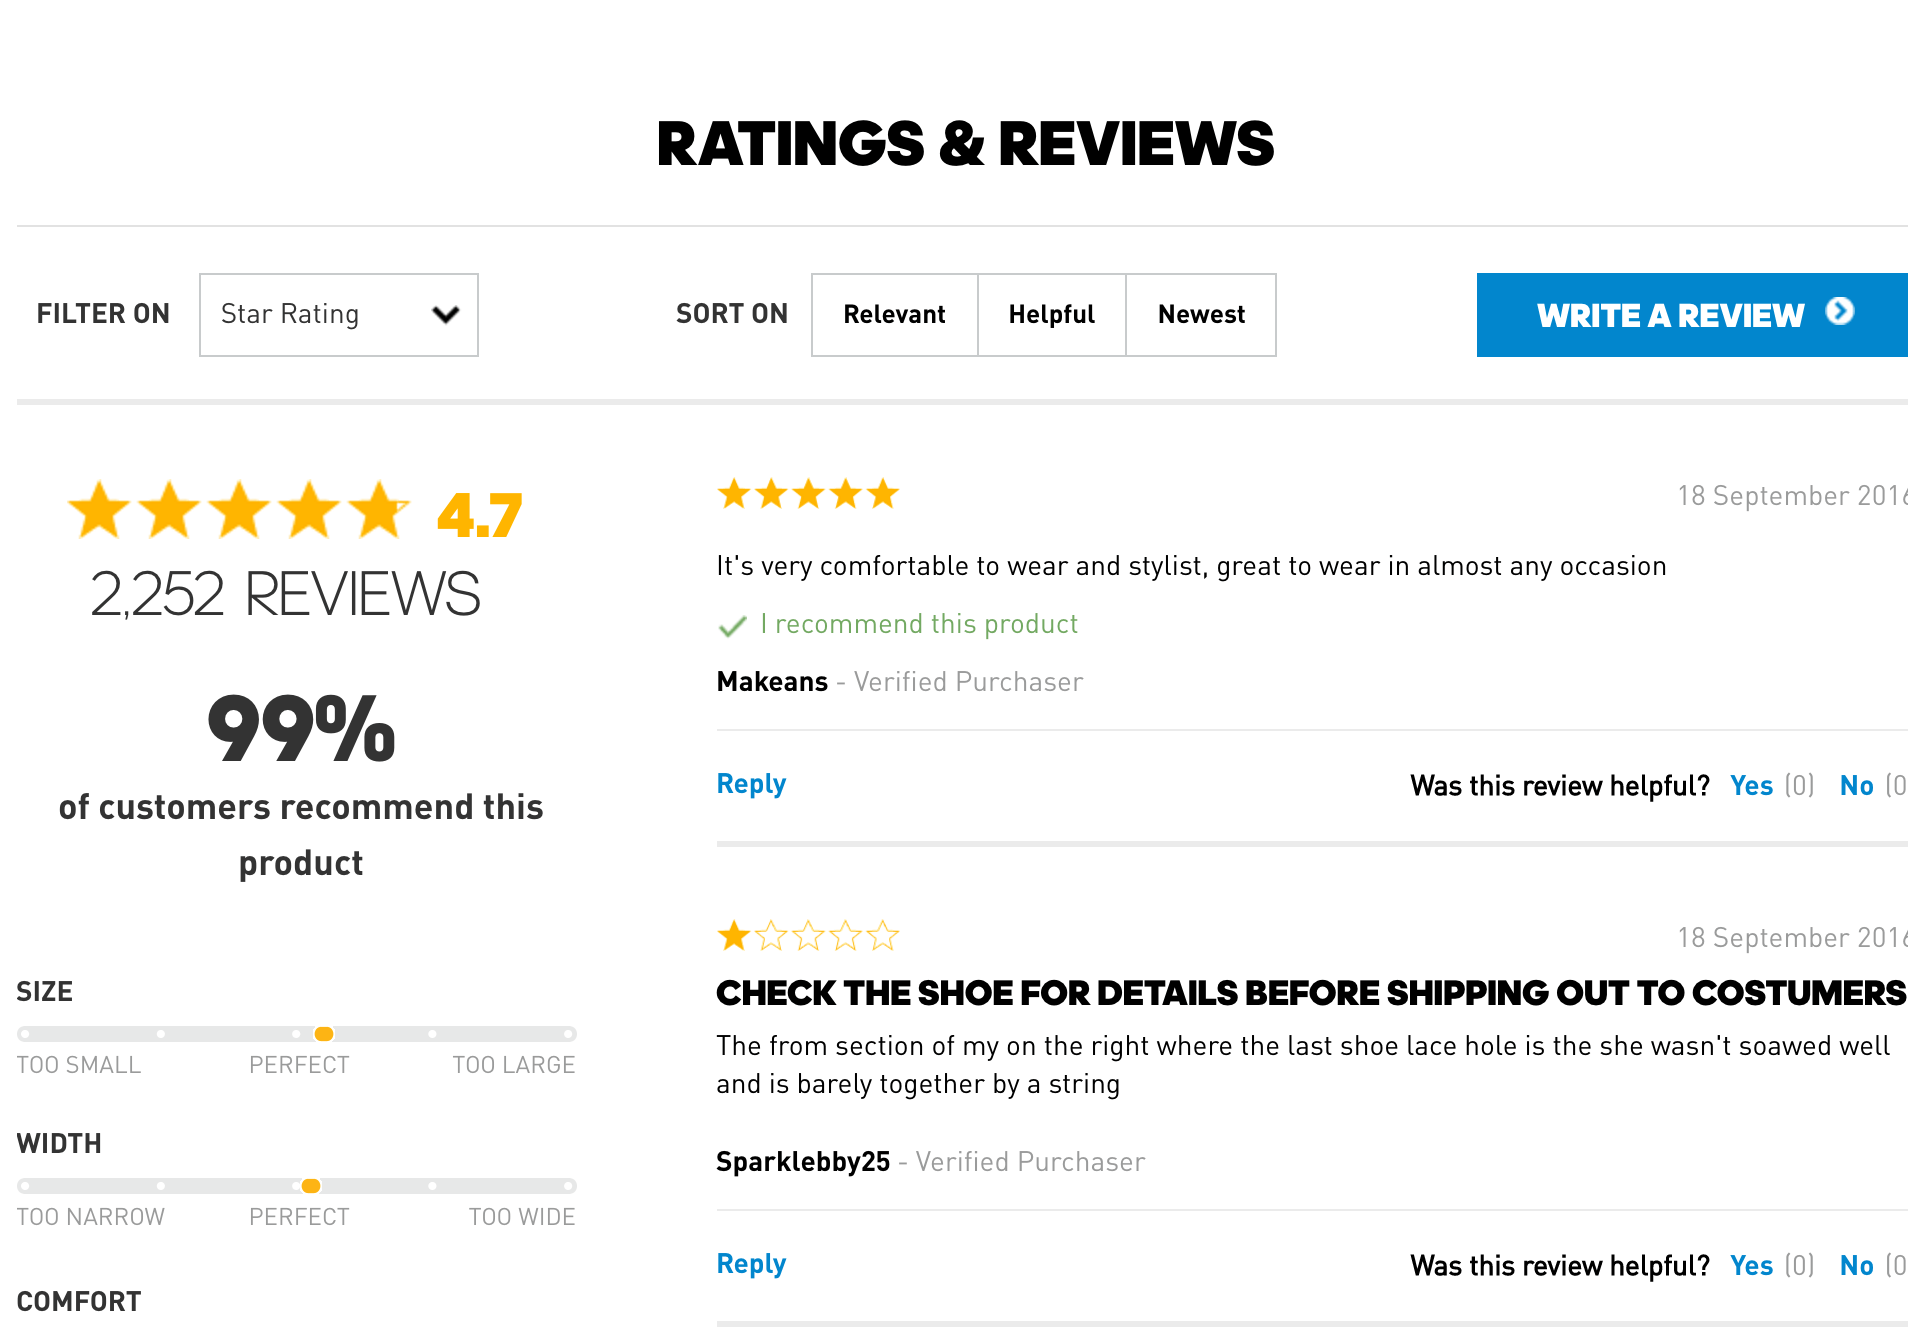 RATINGS & REVIEWS
FILTER ON
Star Rating
SORT ON
Relevant
Helpful
Newest
WRITE A REVIEW
4.7
2,252 REVIEWS
99%
of customers recommend this
product
SIZE
TOO SMALL
PERFECT
TOO LARGE
WIDTH
TOO NARROW
PERFECT
TOO WIDE
COMFORT
18 September 2016
It's very comfortable to wear and stylist, great to wear in almost any occasion
I recommend this product
Makeans - Verified Purchaser
Reply
Was this review helpful? Yes (0) No (0
18 September 2016
CHECK THE SHOE FOR DETAILS BEFORE SHIPPING OUT TO COSTUMERS
The from section of my on the right where the last shoe lace hole is the she wasn't soawed well
and is barely together by a string
Sparklebby25 - Verified Purchaser
Reply
Was this review helpful? Yes (0) No (0